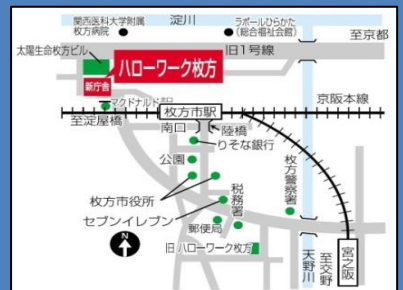 関西医科大学附属
枚方病院
淀川
ラポールひらかた
(総合福祉会館)
至京都
太陽生命枚方ビル
旧1号線
ハローワーク枚方
新庁舎
マクドナルド
京阪本線
枚方市駅
至淀屋橋
南口
陸橋
りそな銀行
公園
枚方市役所
税務署
枚方警察署
セブンイレブン
郵便局
旧 ハローワーク枚方
N
天野川
至交野
宮之阪